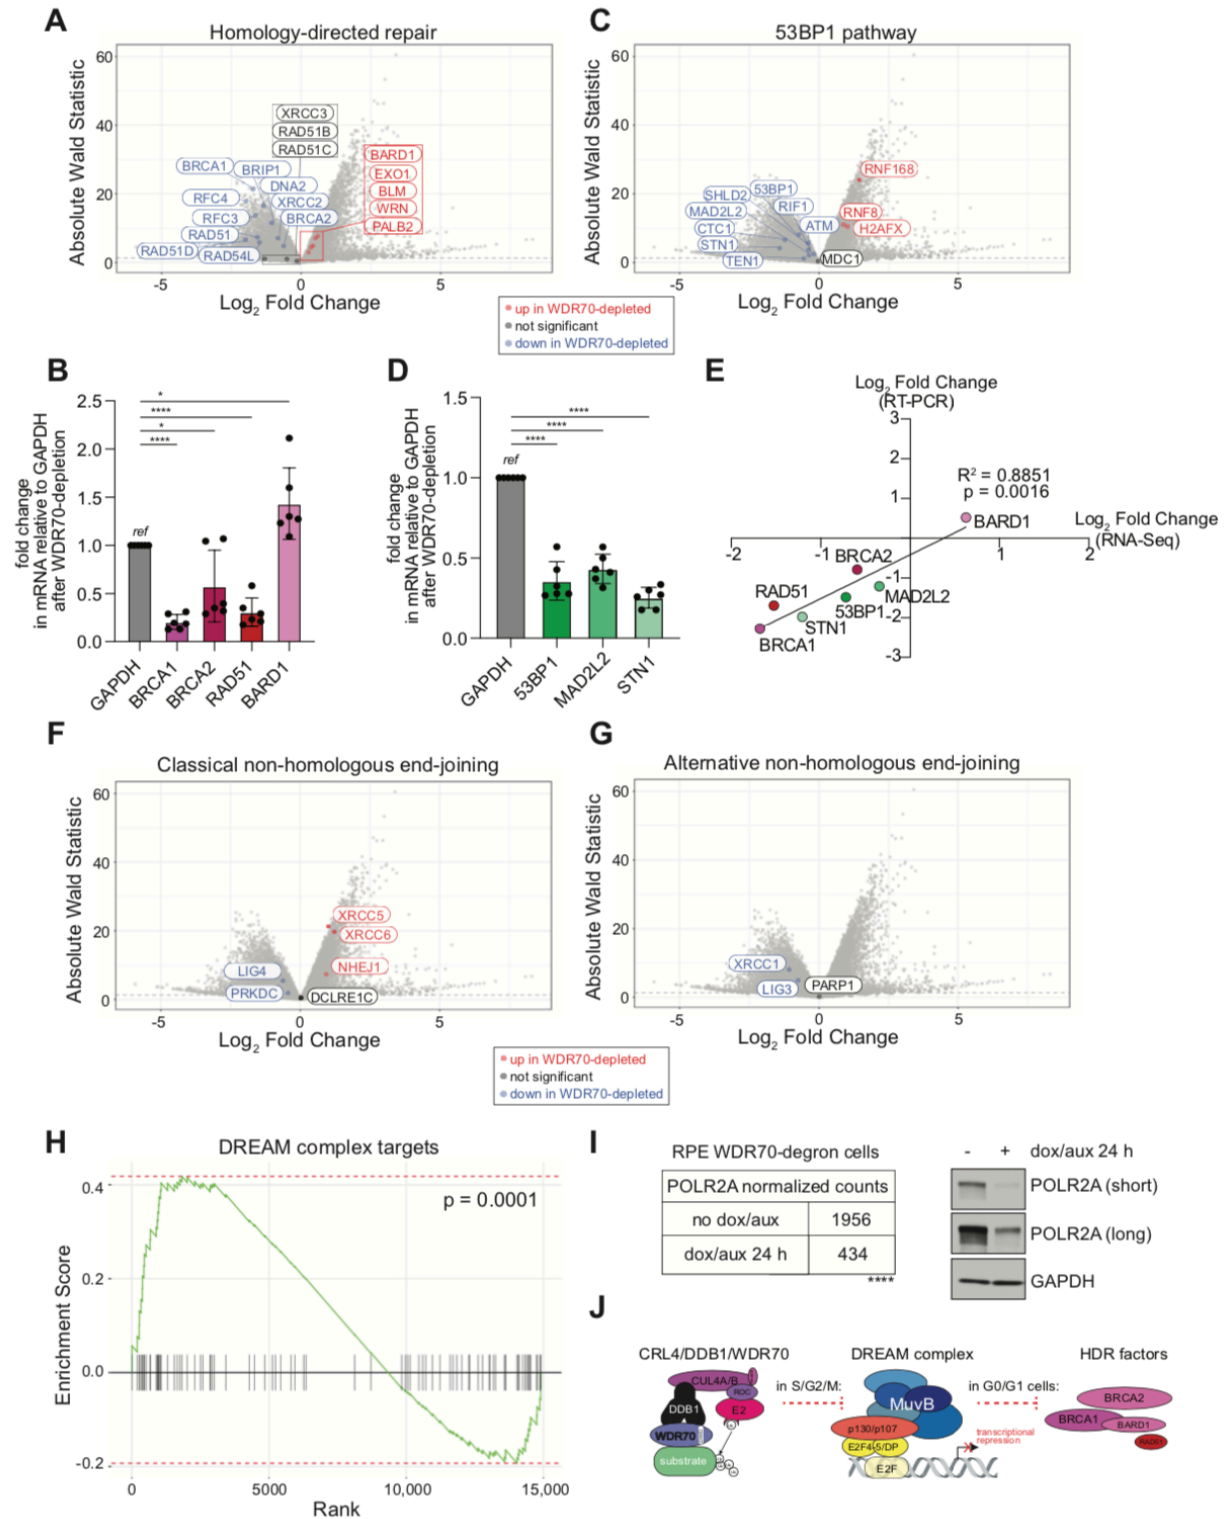 A
Homology-directed repair
Absolute Wald Statistic
60
40
20
0
XRCC3
RAD51B
RAD51C
BARD1
EXO1
BLM
WRN
PALB2
BRCA1
BRIP1
DNA2
RFC4
XRCC2
RFC3
BRCA2
RAD51
RAD51D
RAD54L
-5
0
5
Log2 Fold Change
C
53BP1 pathway
Absolute Wald Statistic
60
40
20
0
RNF168
SHLD2
53BP1
MAD2L2
RIF1
RNF8
CTC1
ATM
H2AFX
STN1
TEN1
MDC1
-5
0
5
Log2 Fold Change
up in WDR70-depleted
not significant
down in WDR70-depleted
B
fold change
in mRNA relative to GAPDH
after WDR70-depletion
2.5
2.0
1.5
1.0
0.5
0.0
*
****
*
****
ref
GAPDH
BRCA1
BRCA2
RAD51
BARD1
D
fold change
in mRNA relative to GAPDH
after WDR70-depletion
1.5
1.0
0.5
0.0
****
****
****
ref
GAPDH
53BP1
MAD2L2
STN1
E
Log2 Fold Change
(RT-PCR)
3
2
1
-1
-2
-3
R2 = 0.8851
p = 0.0016
BARD1
Log2 Fold Change
(RNA-Seq)
-2
-1
1
2
BRCA2
RAD51
MAD2L2
53BP1
STN1
BRCA1
F
Classical non-homologous end-joining
Absolute Wald Statistic
60
40
20
0
XRCC5
XRCC6
NHEJ1
LIG4
PRKDC
DCLRE1C
-5
0
5
Log2 Fold Change
G
Alternative non-homologous end-joining
Absolute Wald Statistic
60
40
20
0
XRCC1
LIG3
PARP1
-5
0
5
Log2 Fold Change
up in WDR70-depleted
not significant
down in WDR70-depleted
H
DREAM complex targets
p = 0.0001
Enrichment Score
0.4
0.2
0.0
-0.2
0
5000
10,000
15,000
Rank
I
RPE WDR70-degron cells
POLR2A normalized counts
no dox/aux 1956
dox/aux 24 h 434
****
- + dox/aux 24 h
POLR2A (short)
POLR2A (long)
GAPDH
J
CRL4/DDB1/WDR70
CUL4A/B
ROC
DDB1
E2
WDR70
substrate
in S/G2/M:
DREAM complex
MuvB
p130/p107
E2F4-5/DP
E2F
in G0/G1 cells:
transcriptional
repression
HDR factors
BRCA2
BRCA1
BARD1
RAD51